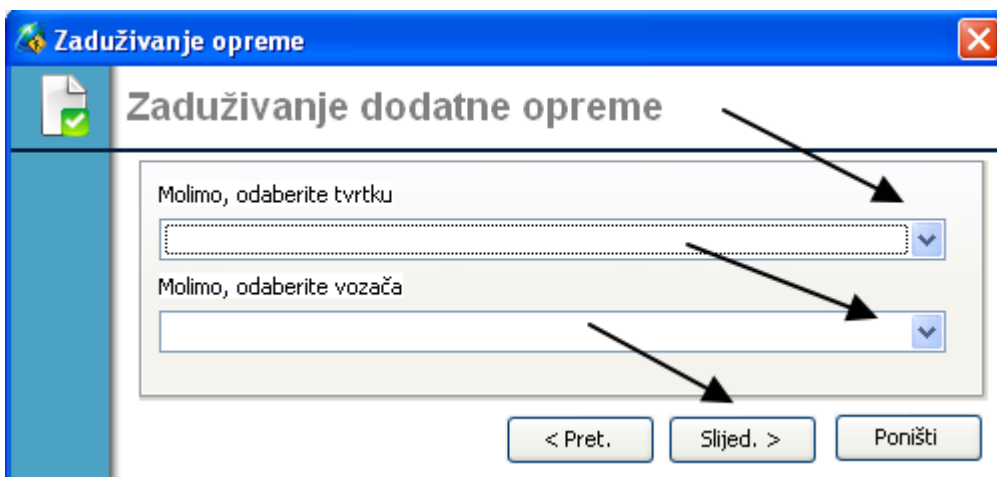 Zaduživanje opreme
Zaduživanje dodatne opreme
Molimo, odaberite tvrtku
Molimo, odaberite vozača
< Pret.
Slijed. >
Poništi